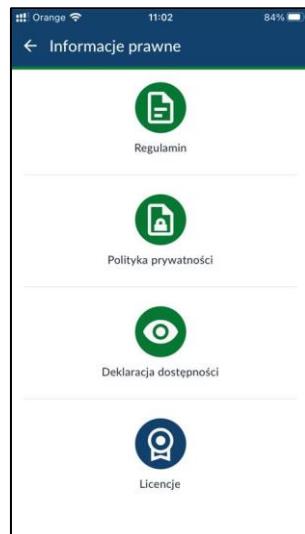 Orange 11:02 84%
Informacje prawne
Regulamin
Polityka prywatności
Deklaracja dostępności
Licencje